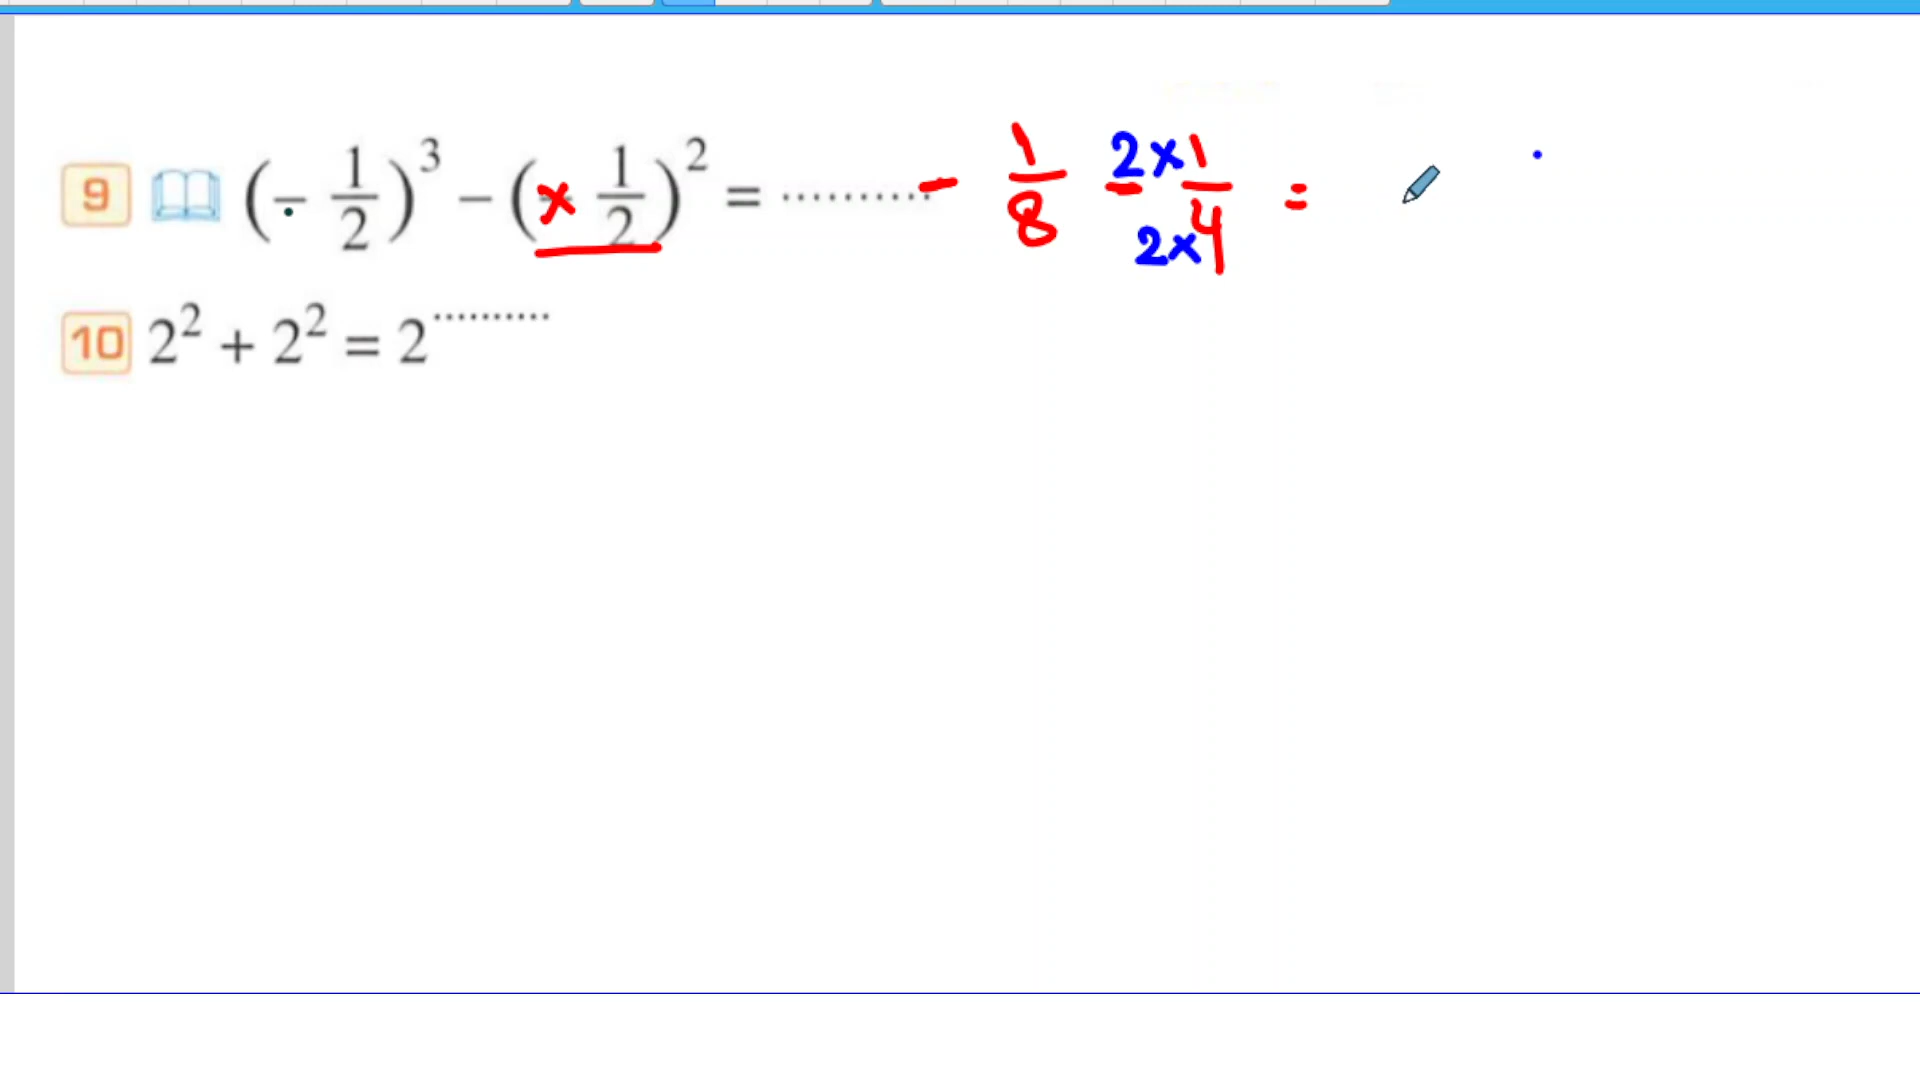 9 (- 1/2)^3 - (× 1/2)^2 = .......... - 1/8 - 2×1/2×4 =
10 2^2 + 2^2 = 2^..........